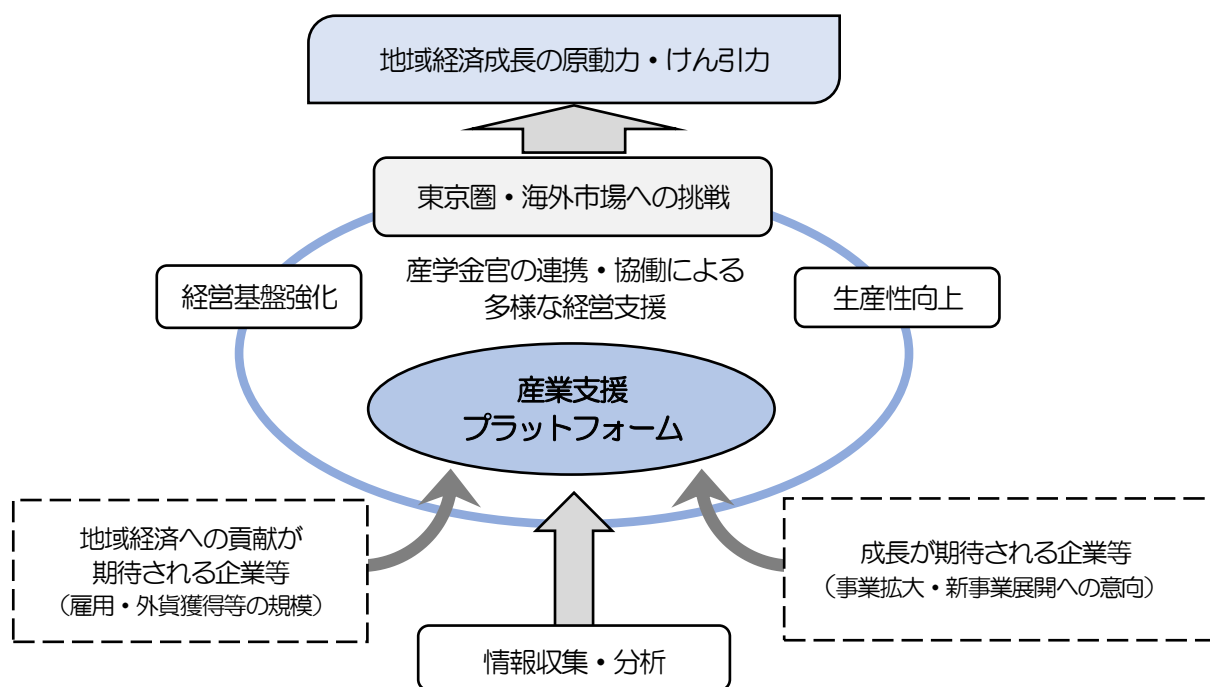 地域経済成長の原動力・けん引力
東京圏・海外市場への挑戦
産学金官の連携・協働による
多様な経営支援
経営基盤強化
生産性向上
産業支援
プラットフォーム
地域経済への貢献が
期待される企業等
（雇用・外貨獲得等の規模）
成長が期待される企業等
（事業拡大・新事業展開への意向）
情報収集・分析